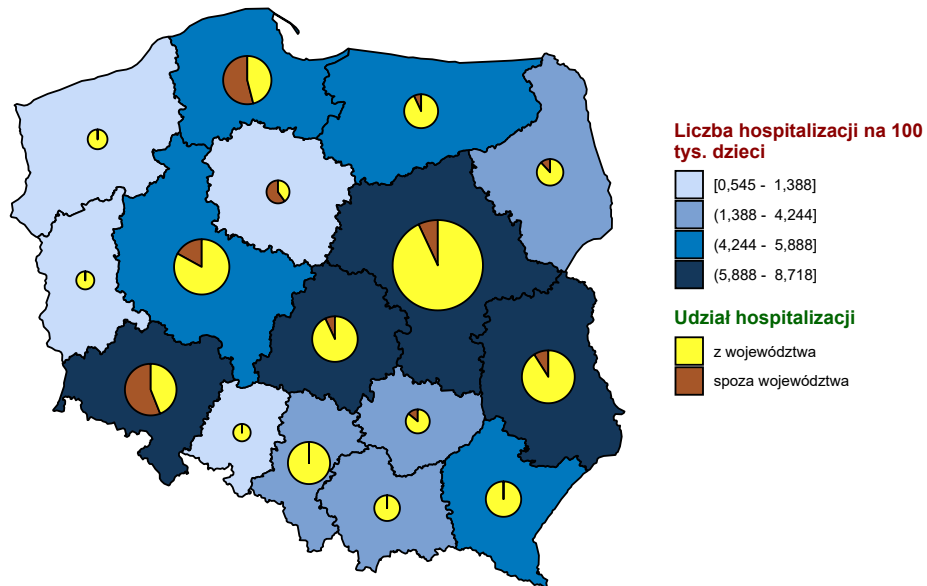 Liczba hospitalizacji na 100
tys. dzieci
[0,545 - 1,388]
(1,388 - 4,244]
(4,244 - 5,888]
(5,888 - 8,718]
Udział hospitalizacji
z województwa
spoza województwa